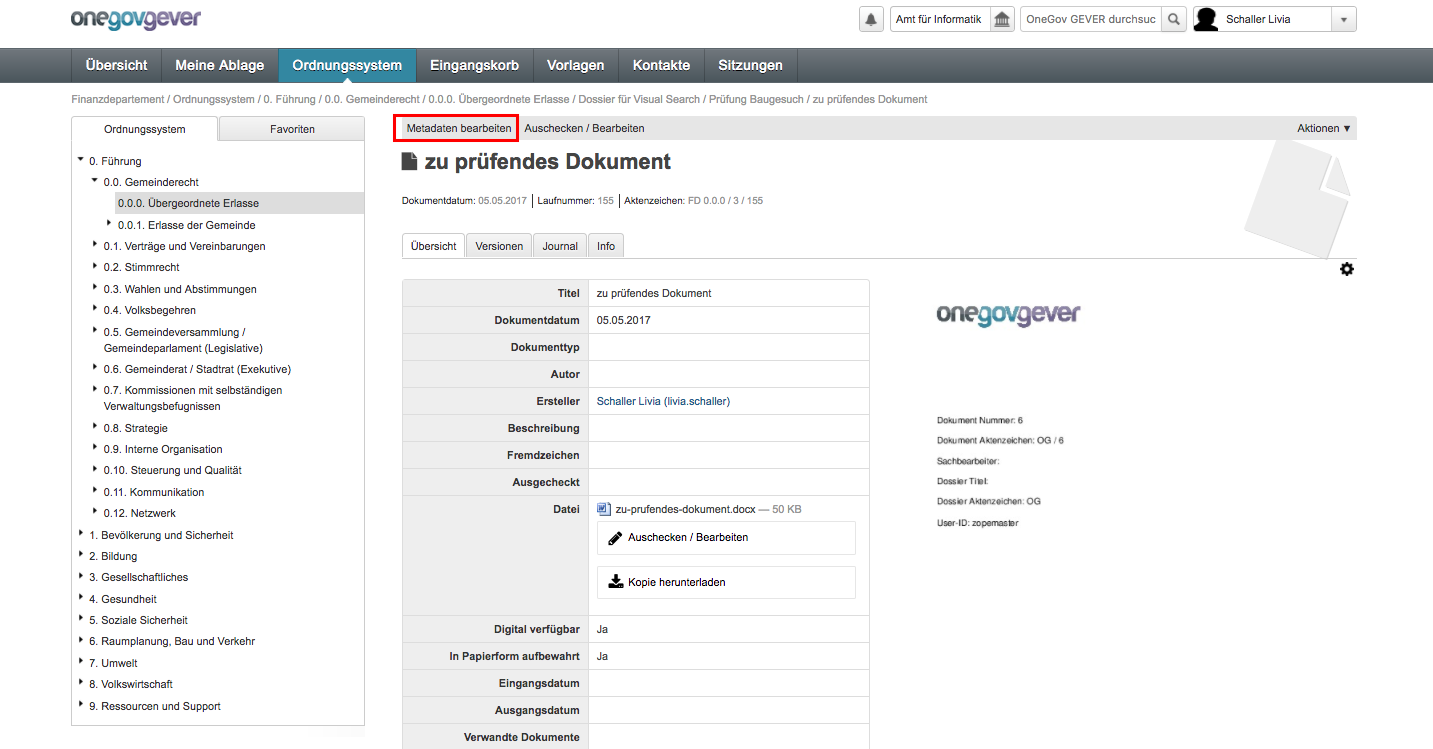 onegovgever
Amt für Informatik
OneGov GEVER durchsuc
Schaller Livia
Übersicht Meine Ablage Ordnungssystem Eingangskorb Vorlagen Kontakte Sitzungen
Finanzdepartement / Ordnungssystem / 0. Führung / 0.0. Gemeinderecht / 0.0.0. Übergeordnete Erlasse / Dossier für Visual Search / Prüfung Baugesuch / zu prüfendes Dokument
Ordnungssystem Favoriten
0. Führung
0.0. Gemeinderecht
0.0.0. Übergeordnete Erlasse
0.0.1. Erlasse der Gemeinde
0.1. Verträge und Vereinbarungen
0.2. Stimmrecht
0.3. Wahlen und Abstimmungen
0.4. Volksbegehren
0.5. Gemeindeversammlung /
Gemeindeparlament (Legislative)
0.6. Gemeinderat / Stadtrat (Exekutive)
0.7. Kommissionen mit selbständigen
Verwaltungsbefugnissen
0.8. Strategie
0.9. Interne Organisation
0.10. Steuerung und Qualität
0.11. Kommunikation
0.12. Netzwerk
1. Bevölkerung und Sicherheit
2. Bildung
3. Gesellschaftliches
4. Gesundheit
5. Soziale Sicherheit
6. Raumplanung, Bau und Verkehr
7. Umwelt
8. Volkswirtschaft
9. Ressourcen und Support
Metadaten bearbeiten Auschecken / Bearbeiten Aktionen ▼
zu prüfendes Dokument
Dokumentdatum: 05.05.2017 | Laufnummer: 155 | Aktenzeichen: FD 0.0.0 / 3 / 155
Übersicht Versionen Journal Info
Titel zu prüfendes Dokument
Dokumentdatum 05.05.2017
Dokumenttyp
Autor
Ersteller Schaller Livia (livia.schaller)
Beschreibung
Fremdzeichen
Ausgecheckt
Datei zu-prufendes-dokument.docx — 50 KB
Auschecken / Bearbeiten
Kopie herunterladen
Digital verfügbar Ja
In Papierform aufbewahrt Ja
Eingangsdatum
Ausgangsdatum
Verwandte Dokumente
onegovgever
Dokument Nummer: 6
Dokument Aktenzeichen: OG / 6
Sachbearbeiter:
Dossier Titel:
Dossier Aktenzeichen: OG
User-ID: zopemaster